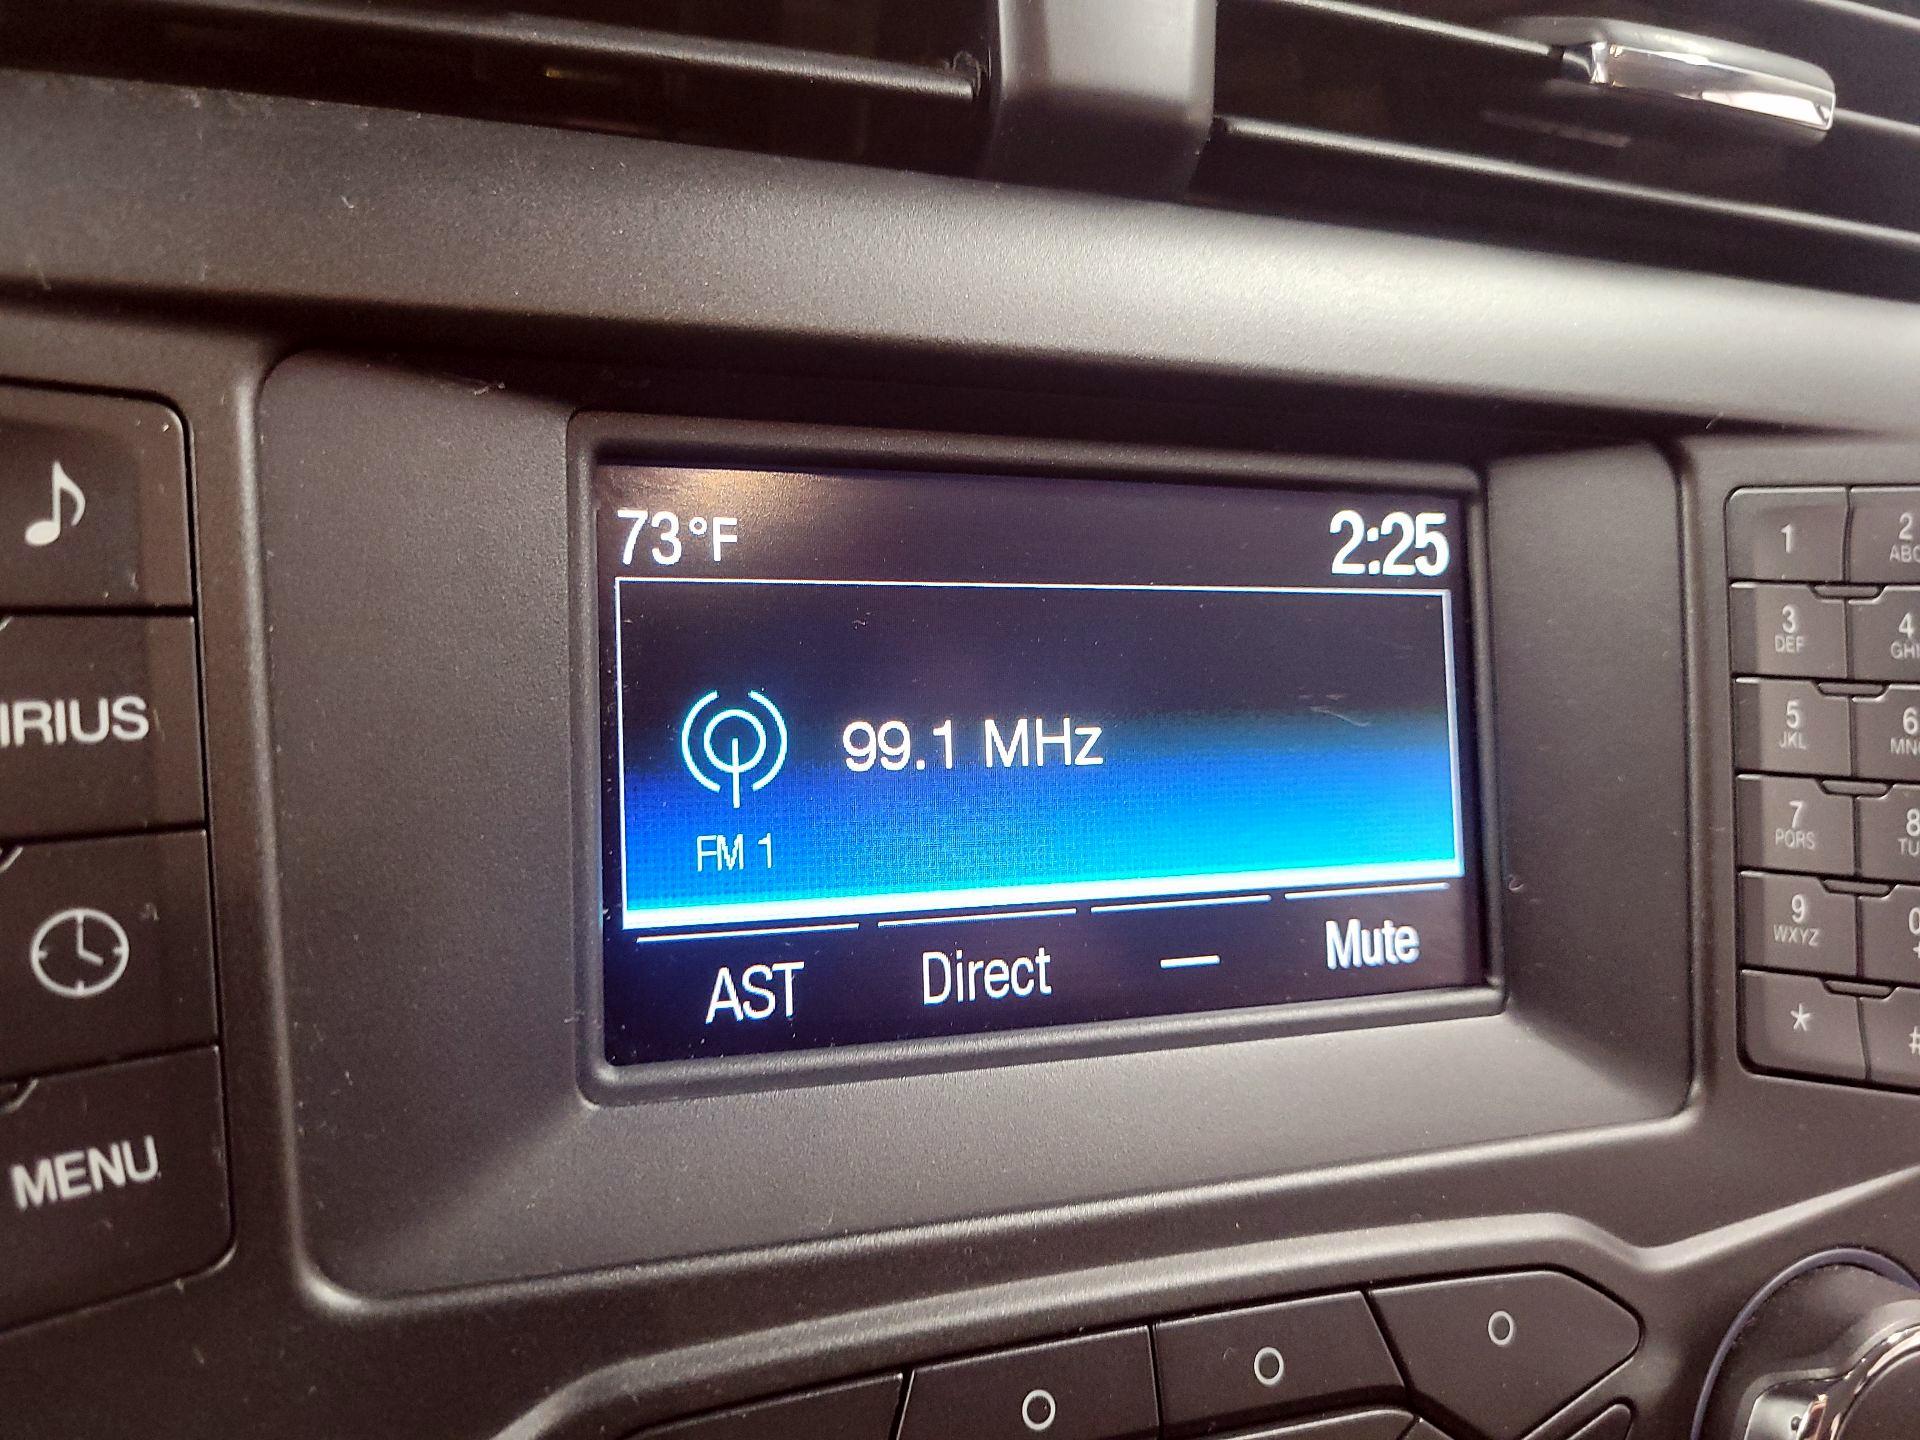 73°F 2:25
99.1 MHz
FM 1
AST Direct — Mute
IRIUS
MENU
1 2
ABC
3 4
DEF GHI
5 6
JKL MN
7 8
PQRS TU
9 0
WXYZ +
* #